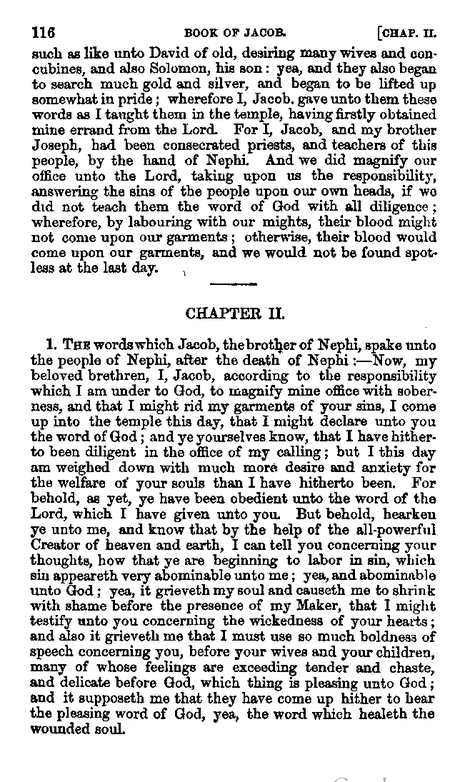 116 BOOK OF JACOB. [CHAP. II.
such as like unto David of old, desiring many wives and con-
cubines, and also Solomon, his son: yea, and they also began
to search much gold and silver, and began to be lifted up
somewhat in pride; wherefore I, Jacob. gave unto them these
words as I taught them in the temple, having firstly obtained
mine errand from the Lord. For I, Jacob, and my brother
Joseph, had been consecrated priests, and teachers of this
people, by the hand of Nephi. And we did magnify our
office unto the Lord, taking upon us the responsibility,
answering the sins of the people upon our own heads, if we
did not teach them the word of God with all diligence;
wherefore, by labouring with our mights, their blood might
not come upon our garments; otherwise, their blood would
come upon our garments, and we would not be found spot-
less at the last day.
CHAPTER II.
1. THE words which Jacob, the brother of Nephi, spake unto
the people of Nephi, after the death of Nephi:—Now, my
beloved brethren, I, Jacob, according to the responsibility
which I am under to God, to magnify mine office with sober-
ness, and that I might rid my garments of your sins, I come
up into the temple this day, that I might declare unto you
the word of God; and ye yourselves know, that I have hither-
to been diligent in the office of my calling; but I this day
am weighed down with much more desire and anxiety for
the welfare of your souls than I have hitherto been. For
behold, as yet, ye have been obedient unto the word of the
Lord, which I have given unto you. But behold, hearken
ye unto me, and know that by the help of the all-powerful
Creator of heaven and earth, I can tell you concerning your
thoughts, how that ye are beginning to labor in sin, which
sin appeareth very abominable unto me; yea, and abominable
unto God; yea, it grieveth my soul and causeth me to shrink
with shame before the presence of my Maker, that I might
testify unto you concerning the wickedness of your hearts;
and also it grieveth me that I must use so much boldness of
speech concerning you, before your wives and your children,
many of whose feelings are exceeding tender and chaste,
and delicate before God, which thing is pleasing unto God;
and it supposeth me that they have come up hither to hear
the pleasing word of God, yea, the word which healeth the
wounded soul.